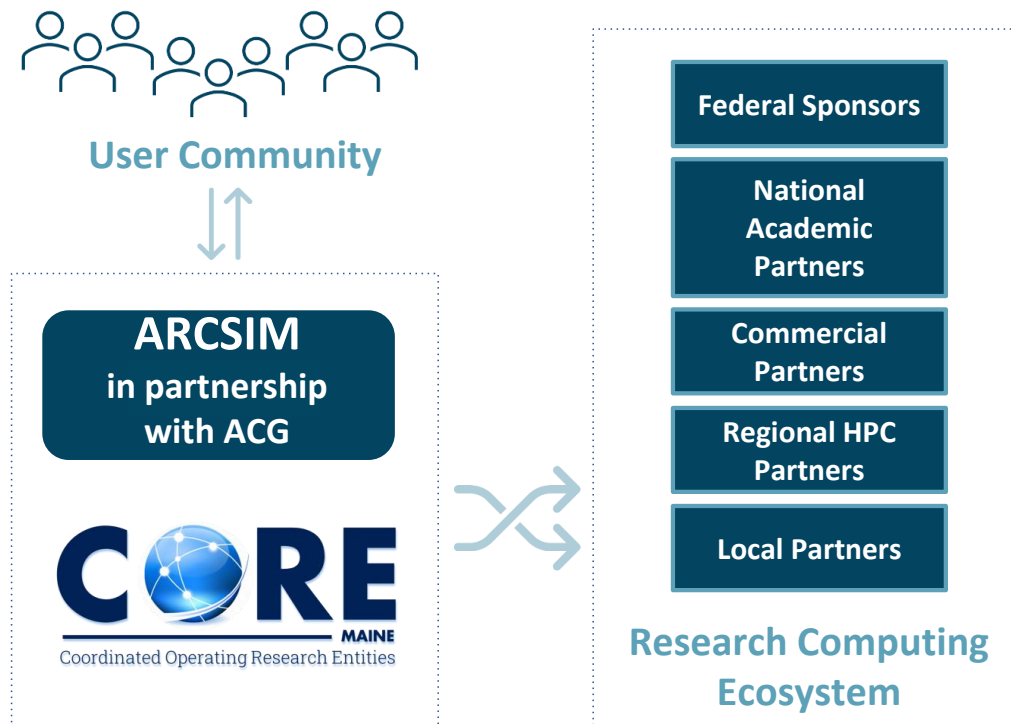 User Community
ARCSIM
in partnership
with ACG
CORE
MAINE
Coordinated Operating Research Entities
Federal Sponsors
National
Academic
Partners
Commercial
Partners
Regional HPC
Partners
Local Partners
Research Computing
Ecosystem